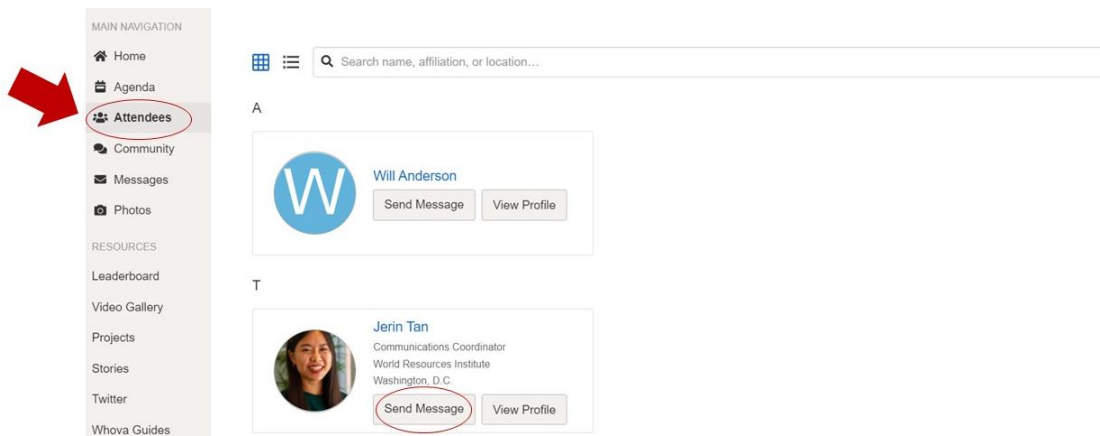 MAIN NAVIGATION
Home
Agenda
Attendees
Community
Messages
Photos
RESOURCES
Leaderboard
Video Gallery
Projects
Stories
Twitter
Whova Guides
Search name, affiliation, or location...
A
W
Will Anderson
Send Message View Profile
T
Jerin Tan
Communications Coordinator
World Resources Institute
Washington, D.C.
Send Message View Profile